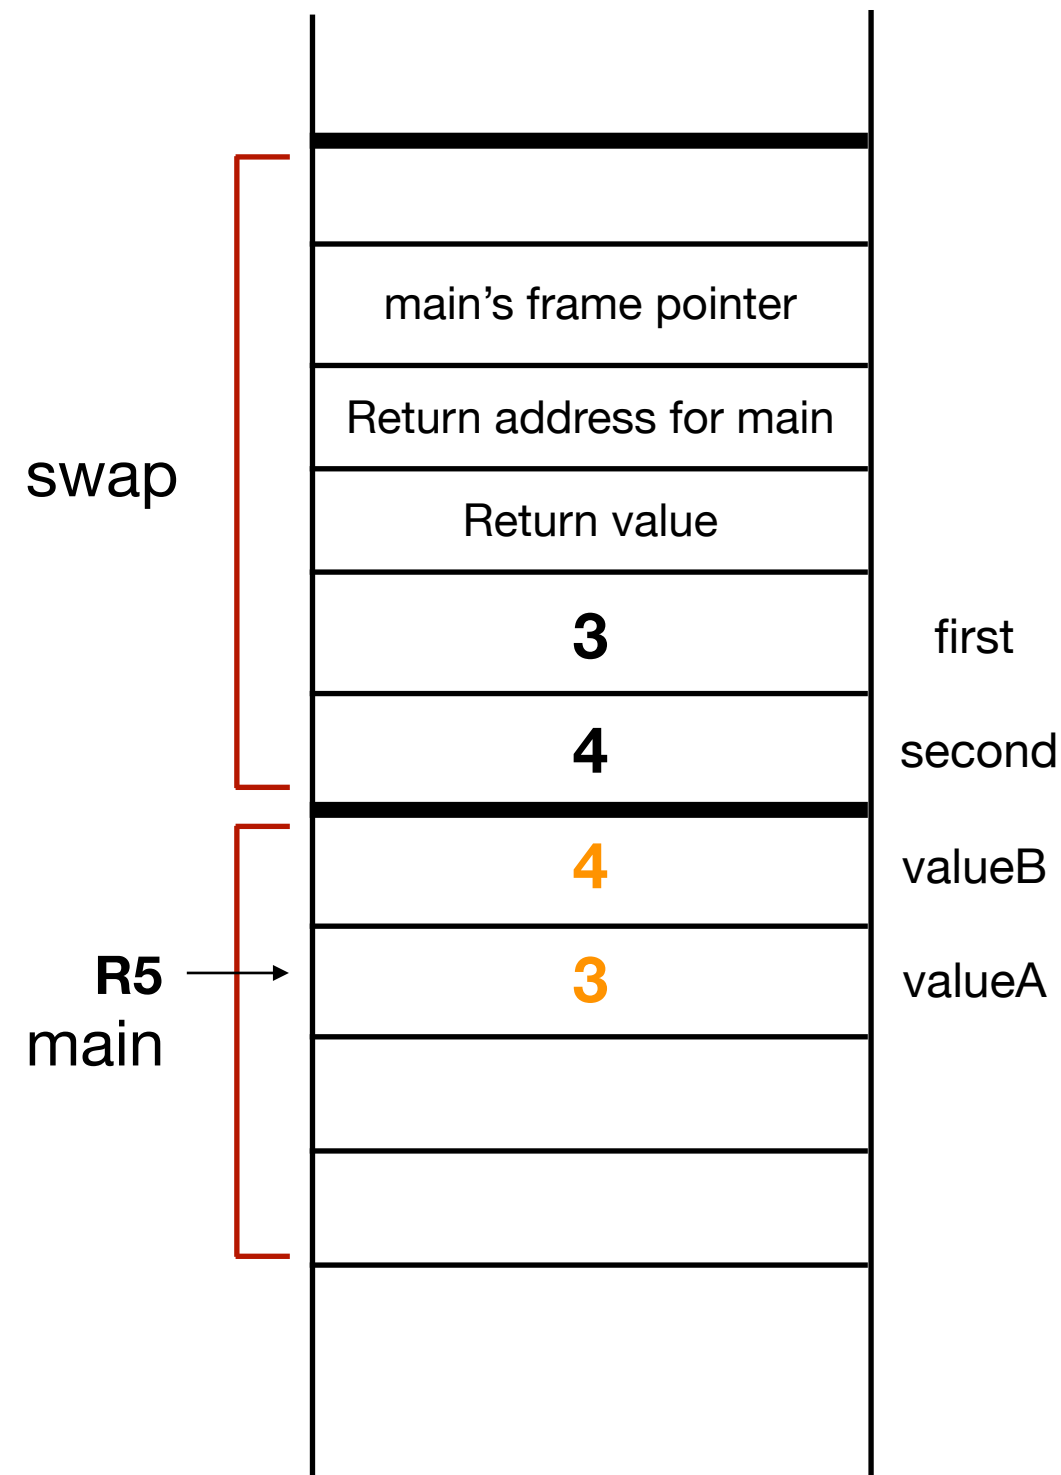 main’s frame pointer
Return address for main
swap
Return value
3 first
4 second
4 valueB
R5 3 valueA
main